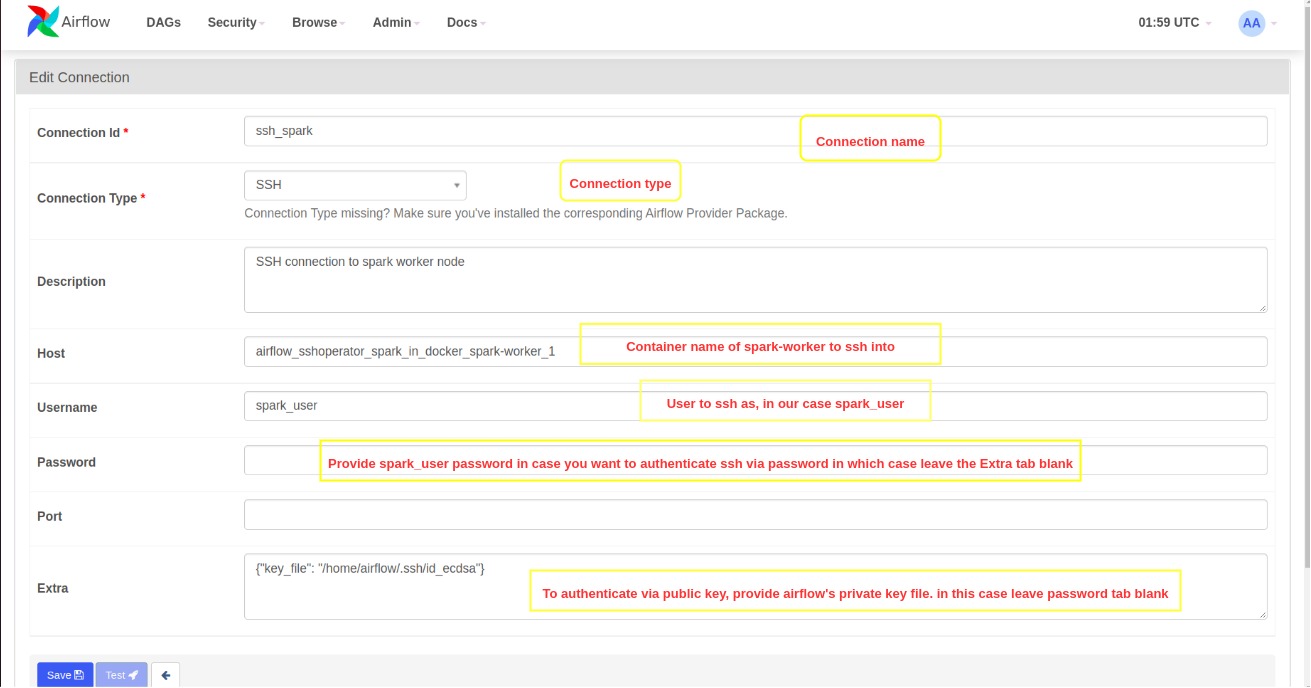 Airflow DAGs Security Browse Admin Docs 01:59 UTC AA
Edit Connection
Connection Id * ssh_spark Connection name
Connection Type * SSH Connection type
Connection Type missing? Make sure you've installed the corresponding Airflow Provider Package.
Description SSH connection to spark worker node
Host airflow_sshoperator_spark_in_docker_spark-worker_1 Container name of spark-worker to ssh into
Username spark_user User to ssh as, in our case spark_user
Password Provide spark_user password in case you want to authenticate ssh via password in which case leave the Extra tab blank
Port
Extra {"key_file": "/home/airflow/.ssh/id_ecdsa"}
To authenticate via public key, provide airflow's private key file. in this case leave password tab blank
Save Test